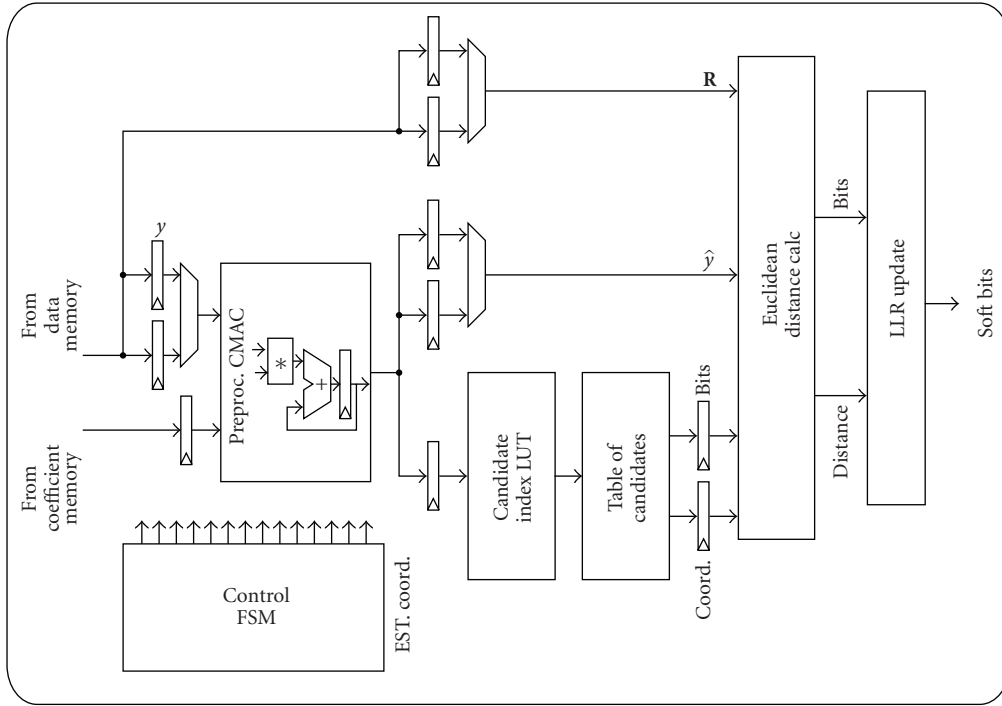 From
data
memory
From
coefficient
memory
y
Preproc. CMAC
*
+
Control
FSM
EST. coord.
Candidate
index LUT
Table of
candidates
Coord.
Bits
R
ŷ
Euclidean
distance calc
Bits
Distance
LLR update
Soft bits